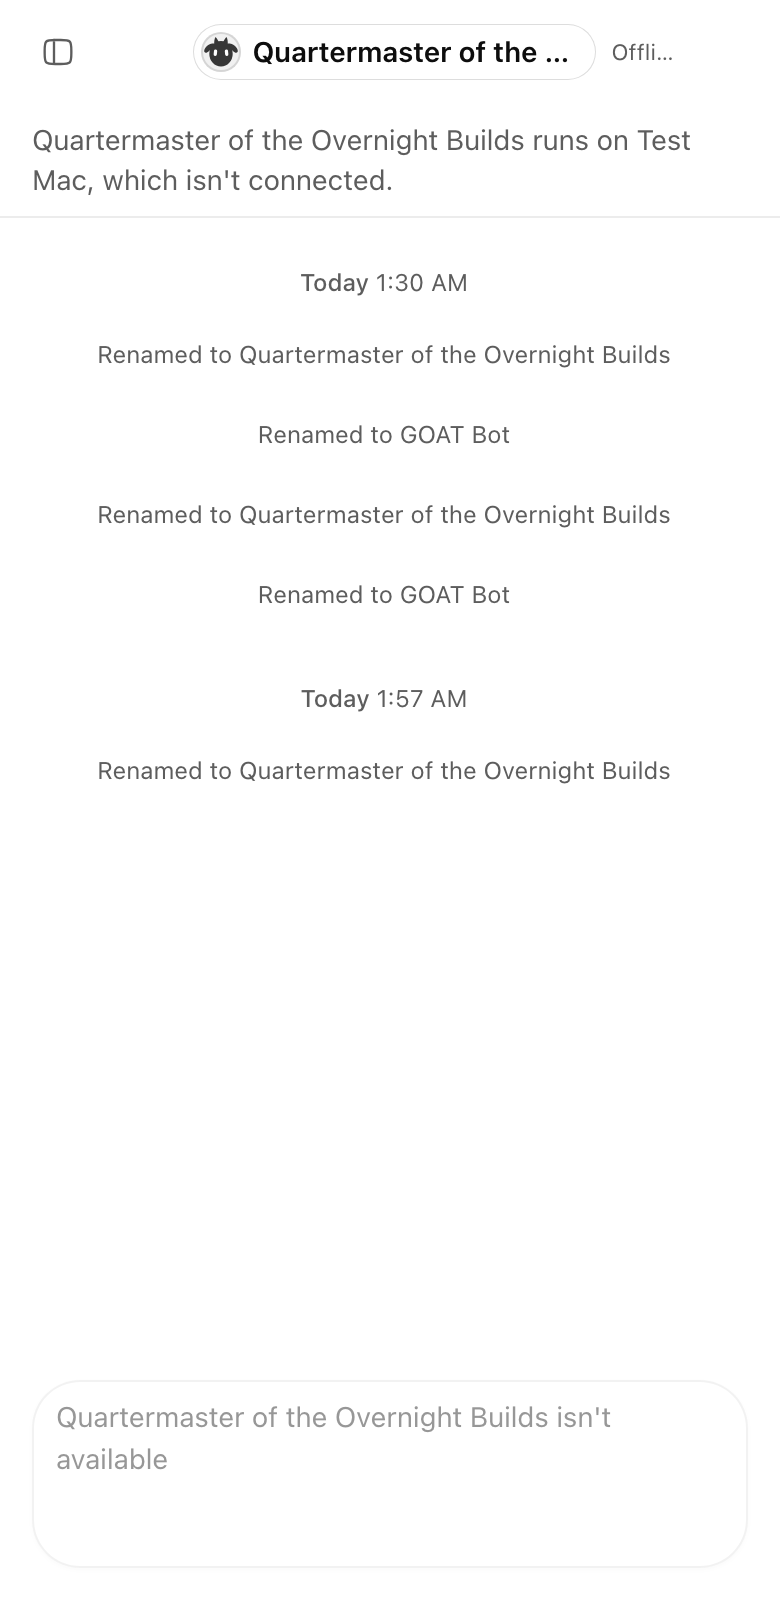 Quartermaster of the ...
Offli...
Quartermaster of the Overnight Builds runs on Test
Mac, which isn't connected.
Today 1:30 AM
Renamed to Quartermaster of the Overnight Builds
Renamed to GOAT Bot
Renamed to Quartermaster of the Overnight Builds
Renamed to GOAT Bot
Today 1:57 AM
Renamed to Quartermaster of the Overnight Builds
Quartermaster of the Overnight Builds isn't
available